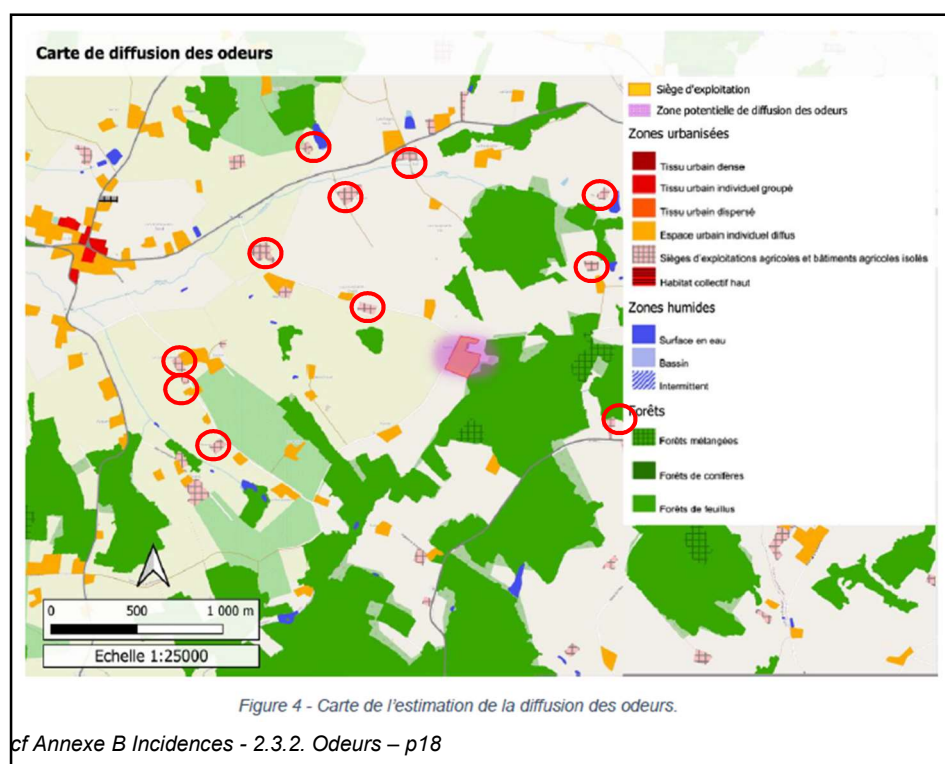 Carte de diffusion des odeurs
Siège d'exploitation
Zone potentielle de diffusion des odeurs
Zones urbanisées
Tissu urbain dense
Tissu urbain individuel groupé
Tissu urbain dispersé
Espace urbain individuel diffus
Sièges d'exploitations agricoles et bâtiments agricoles isolés
Habitat collectif haut
Zones humides
Surface en eau
Bassin
Intermittent
Forêts
Forêts mélangées
Forêts de conifères
Forêts de feuillus
0 500 1 000 m
Echelle 1:25000
Figure 4 - Carte de l'estimation de la diffusion des odeurs.
cf Annexe B Incidences - 2.3.2. Odeurs – p18